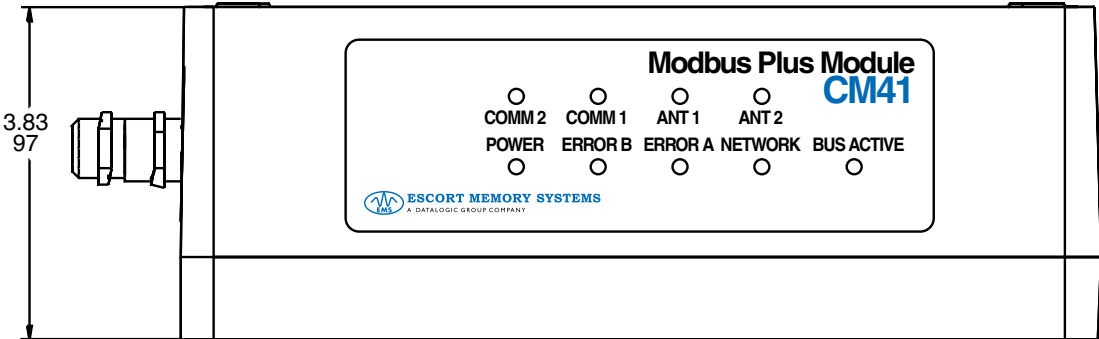 3.83
97
Modbus Plus Module
CM41
COMM 2 COMM 1 ANT 1 ANT 2
POWER ERROR B ERROR A NETWORK BUS ACTIVE
EMS
ESCORT MEMORY SYSTEMS
A DATALOGIC GROUP COMPANY